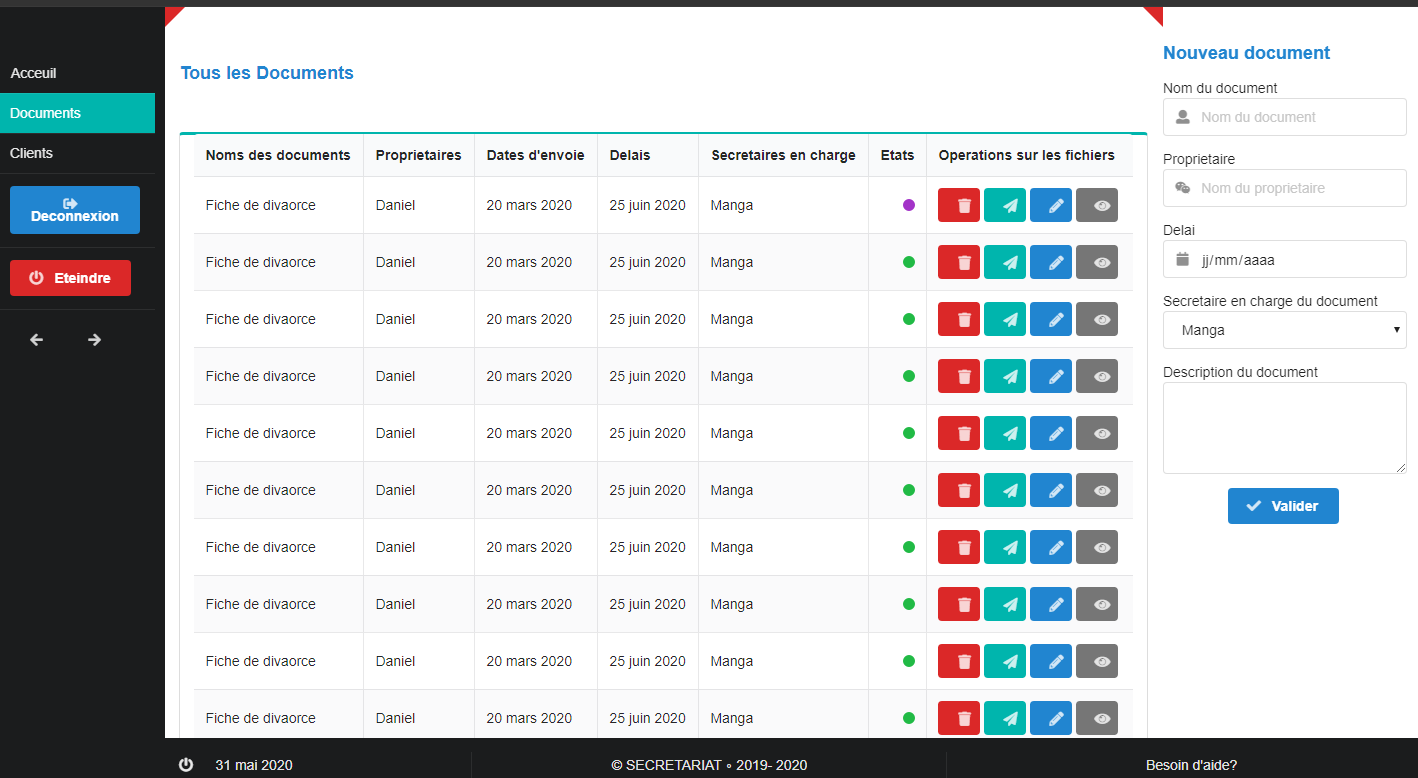 Acceuil
Documents
Clients
Deconnexion
Eteindre
Tous les Documents
Noms des documents Proprietaires Dates d'envoie Delais Secretaires en charge Etats Operations sur les fichiers
Fiche de divaorce Daniel 20 mars 2020 25 juin 2020 Manga
Fiche de divaorce Daniel 20 mars 2020 25 juin 2020 Manga
Fiche de divaorce Daniel 20 mars 2020 25 juin 2020 Manga
Fiche de divaorce Daniel 20 mars 2020 25 juin 2020 Manga
Fiche de divaorce Daniel 20 mars 2020 25 juin 2020 Manga
Fiche de divaorce Daniel 20 mars 2020 25 juin 2020 Manga
Fiche de divaorce Daniel 20 mars 2020 25 juin 2020 Manga
Fiche de divaorce Daniel 20 mars 2020 25 juin 2020 Manga
Fiche de divaorce Daniel 20 mars 2020 25 juin 2020 Manga
Fiche de divaorce Daniel 20 mars 2020 25 juin 2020 Manga
Nouveau document
Nom du document
Nom du document
Proprietaire
Nom du proprietaire
Delai
jj/mm/aaaa
Secretaire en charge du document
Manga
Description du document
Valider
31 mai 2020
© SECRETARIAT ∘ 2019- 2020
Besoin d'aide?